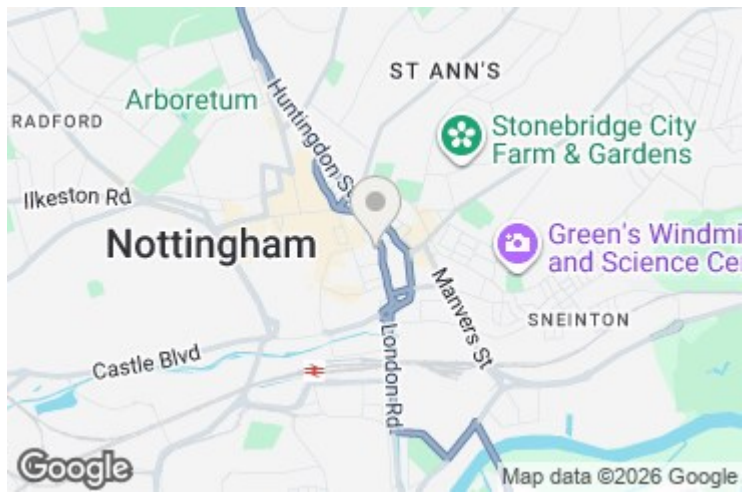 ST ANN'S
Arboretum
Huntingdon St
RADFORD
Stonebridge City
Farm & Gardens
Ilkeston Rd
Nottingham
Green's Windmi
and Science Cen
Manvers St
SNEINTON
London Rd
Castle Blvd
Google
Map data ©2026 Google